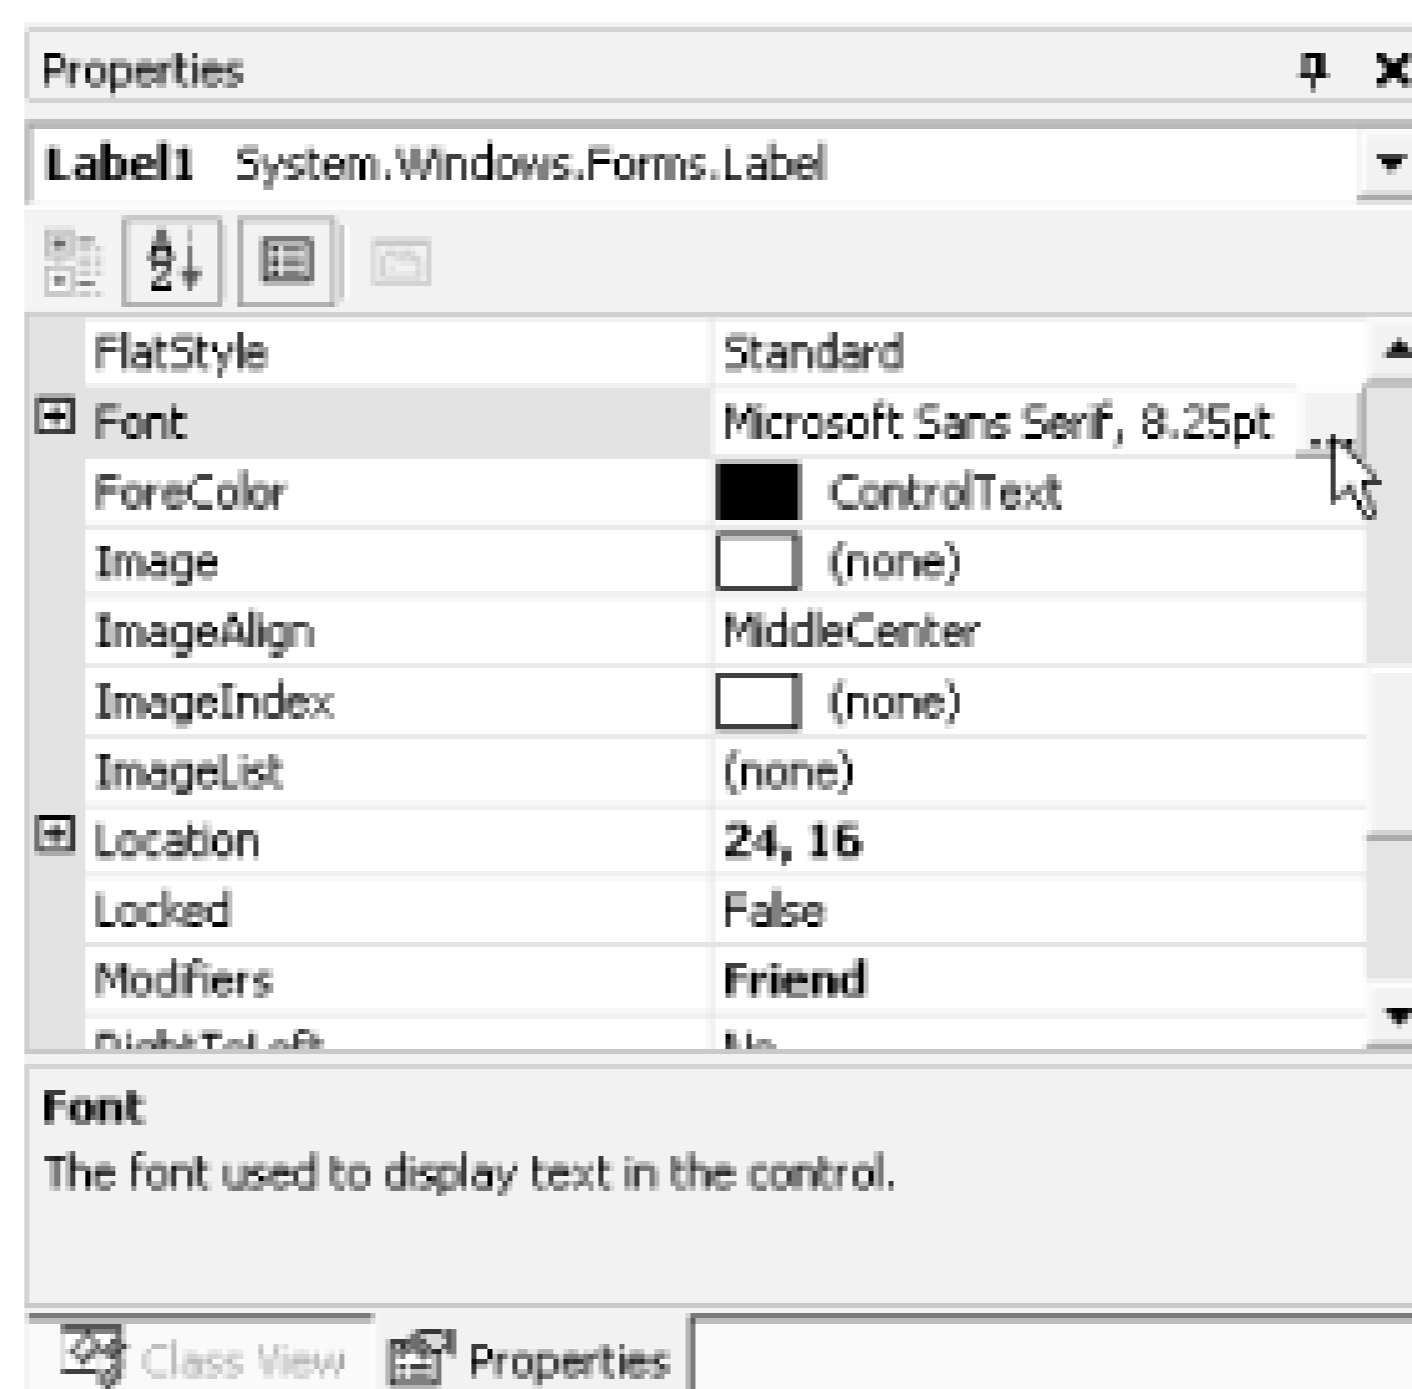 Properties
Label1 System.Windows.Forms.Label
FlatStyle Standard
Font Microsoft Sans Serif, 8.25pt ...
ForeColor ControlText
Image (none)
ImageAlign MiddleCenter
ImageIndex (none)
ImageList (none)
Location 24, 16
Locked False
Modifiers Friend
RightToLeft No
Font
The font used to display text in the control.
Class View Properties